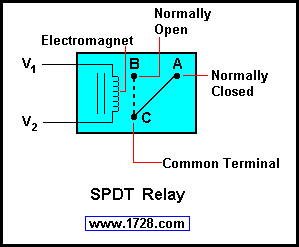 Normally
Open
Electromagnet
V1
B
A
Normally
Closed
V2
C
Common Terminal
SPDT Relay
www.1728.com